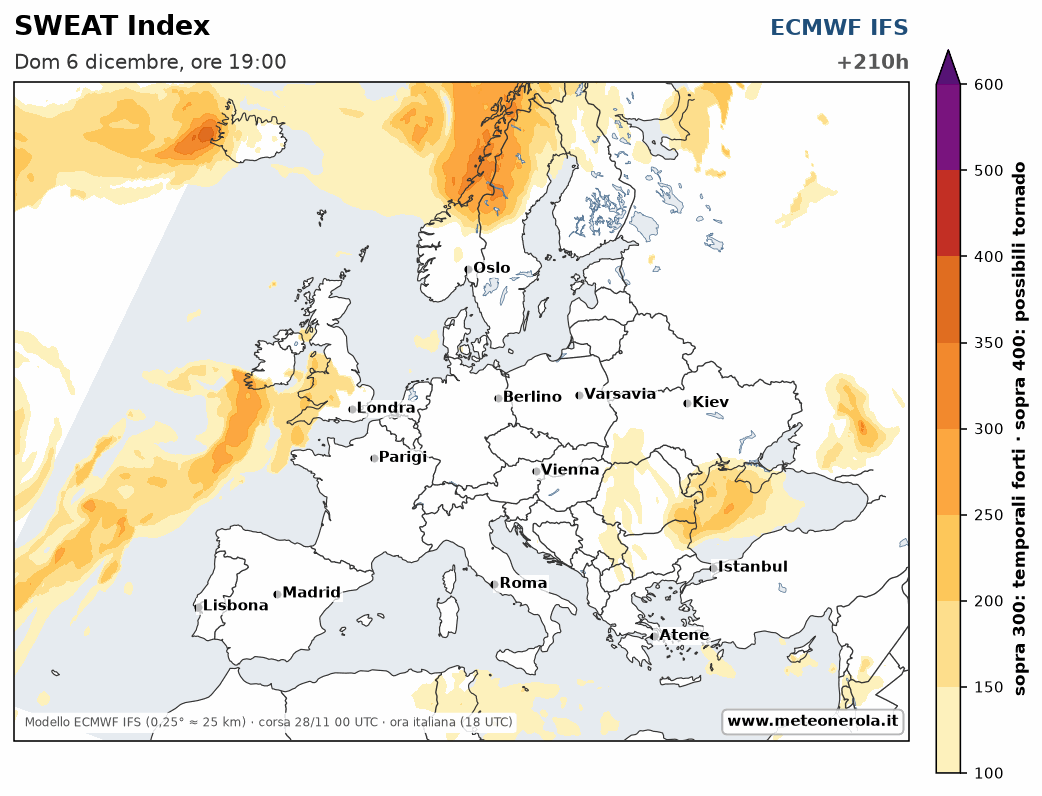 SWEAT Index
ECMWF IFS
Dom 6 dicembre, ore 19:00
+210h
Oslo
Londra
Berlino
Varsavia
Kiev
Parigi
Vienna
Istanbul
Roma
Madrid
Lisbona
Atene
Modello ECMWF IFS (0,25° ≈ 25 km) · corsa 28/11 00 UTC · ora italiana (18 UTC)
www.meteonerola.it
600
500
400
350
300
250
200
150
100
sopra 300: temporali forti · sopra 400: possibili tornado